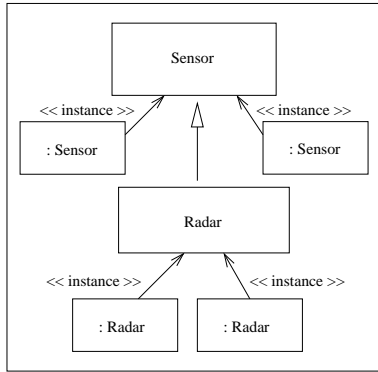 Sensor
<< instance >>
<< instance >>
: Sensor
: Sensor
Radar
<< instance >>
<< instance >>
: Radar
: Radar